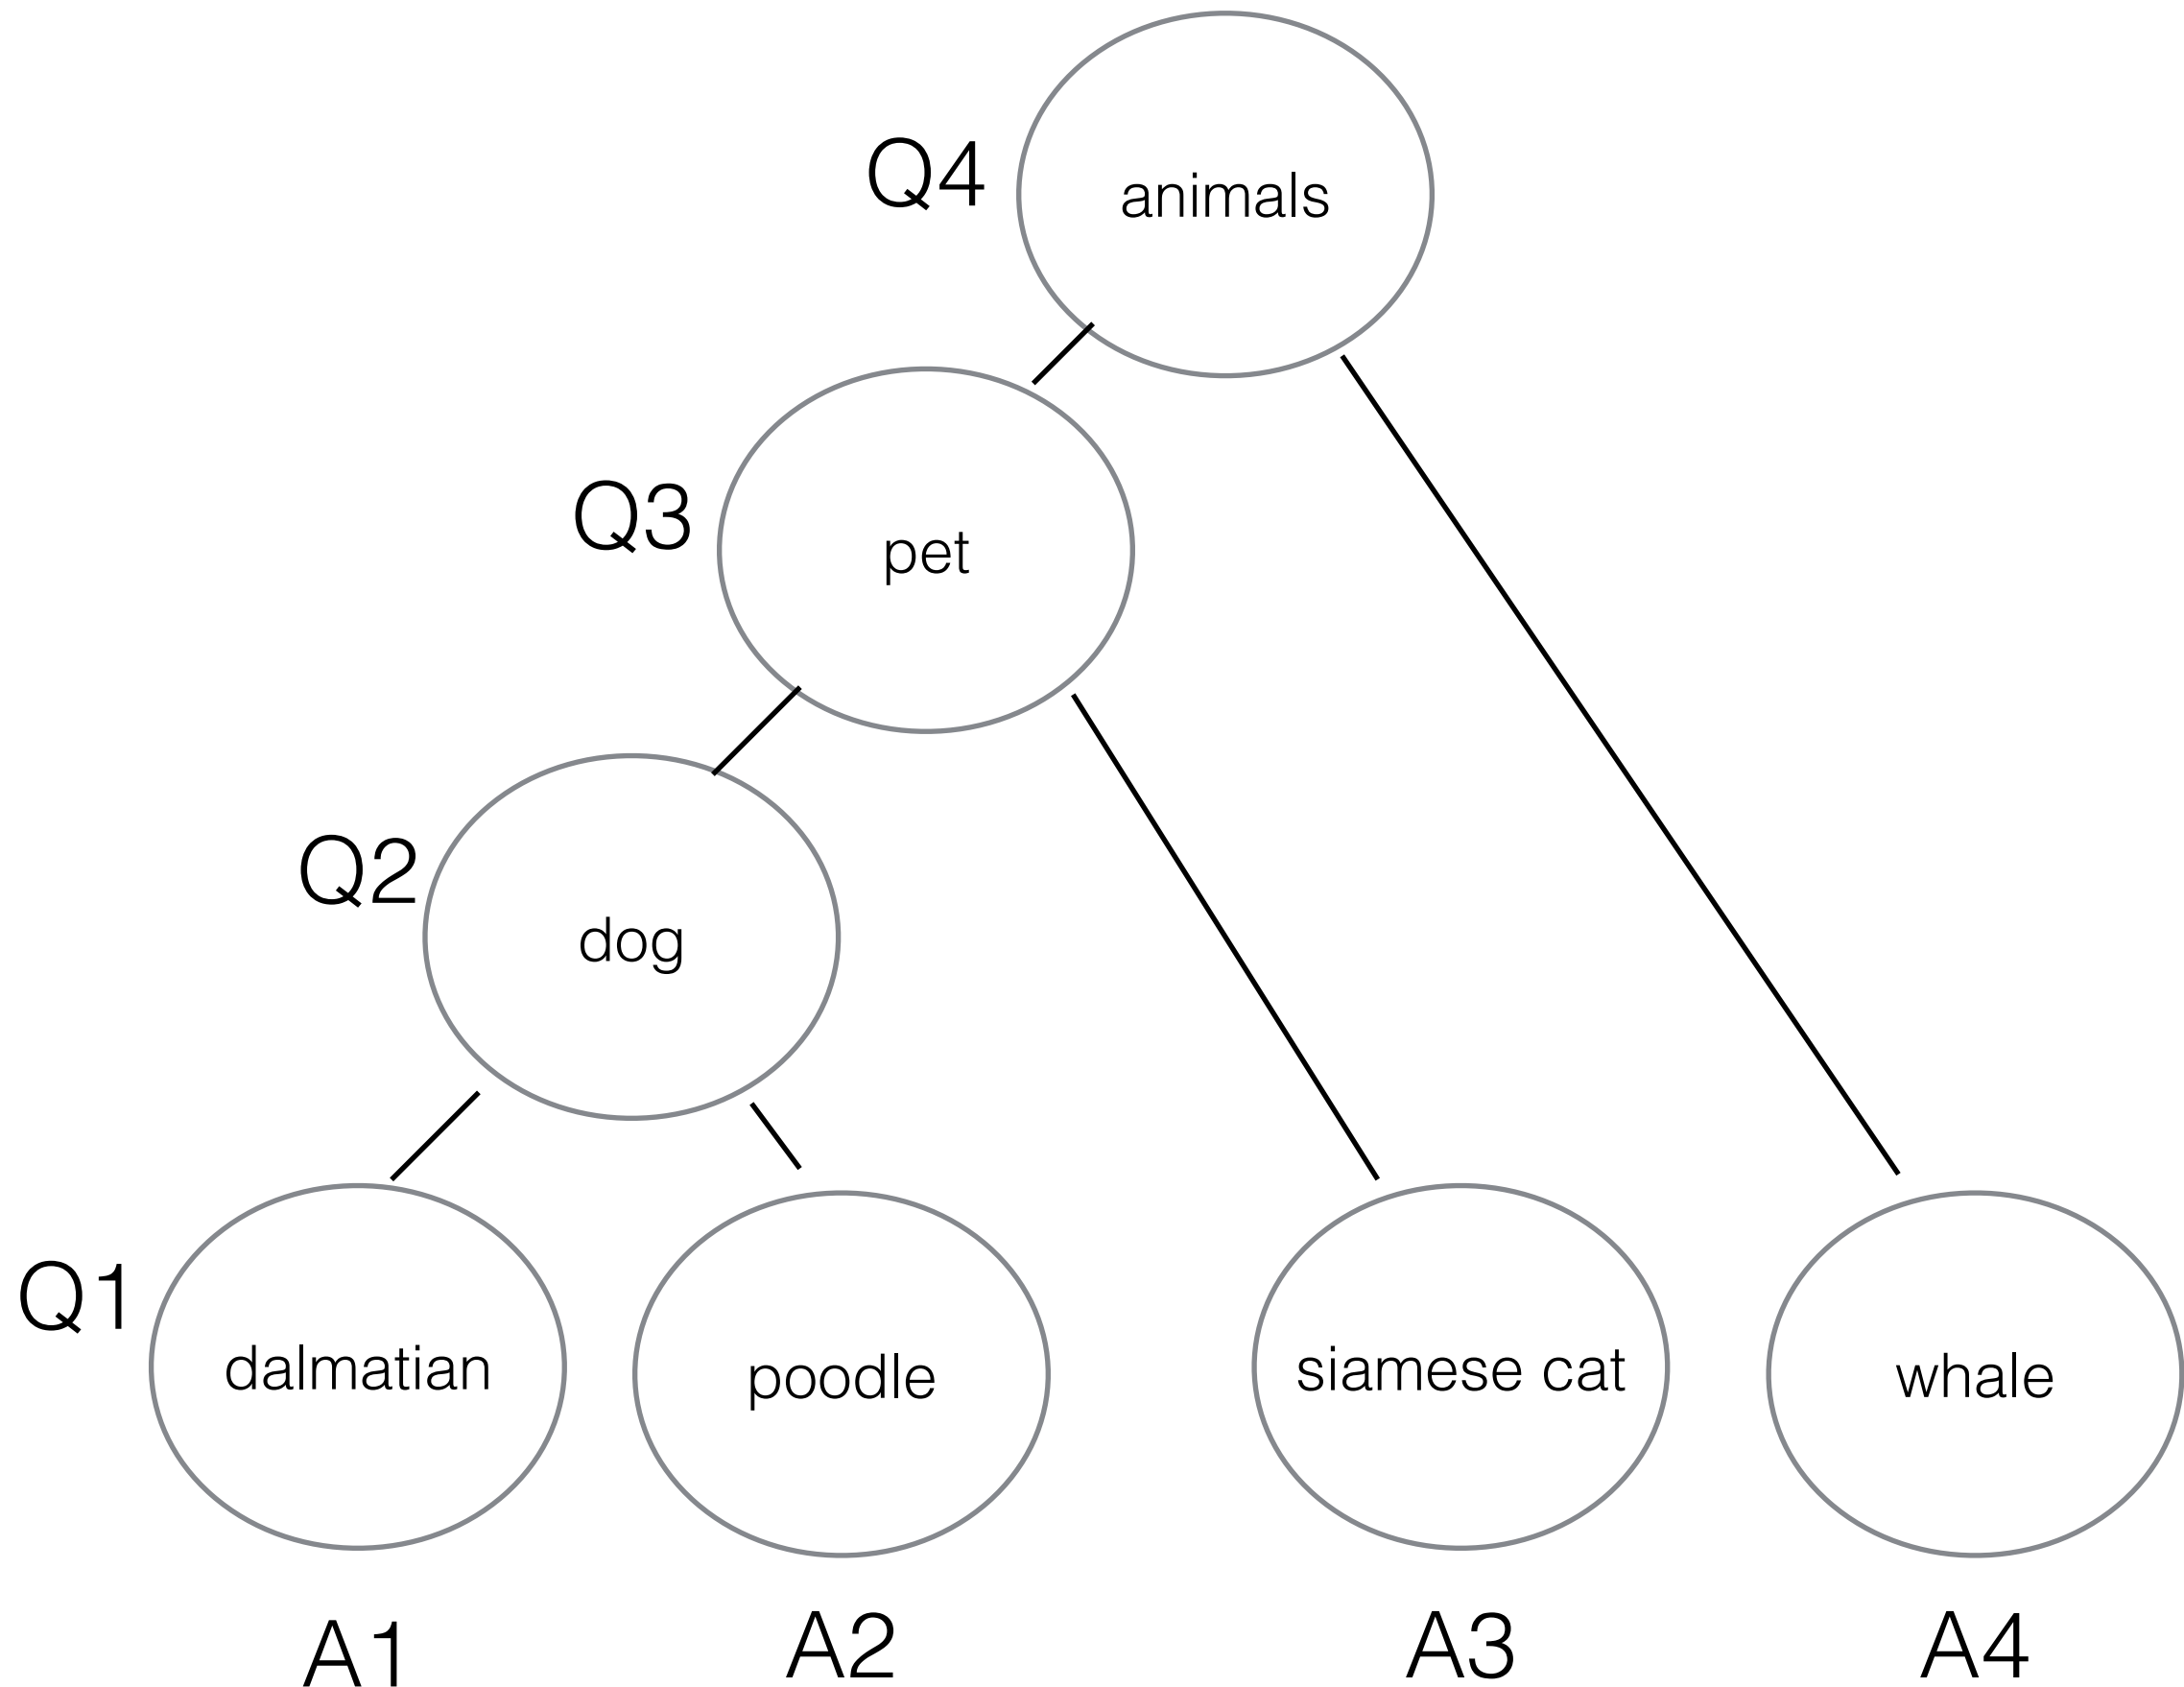 Q4
animals
Q3
pet
Q2
dog
Q1
dalmatian
poodle
siamese cat
whale
A1
A2
A3
A4